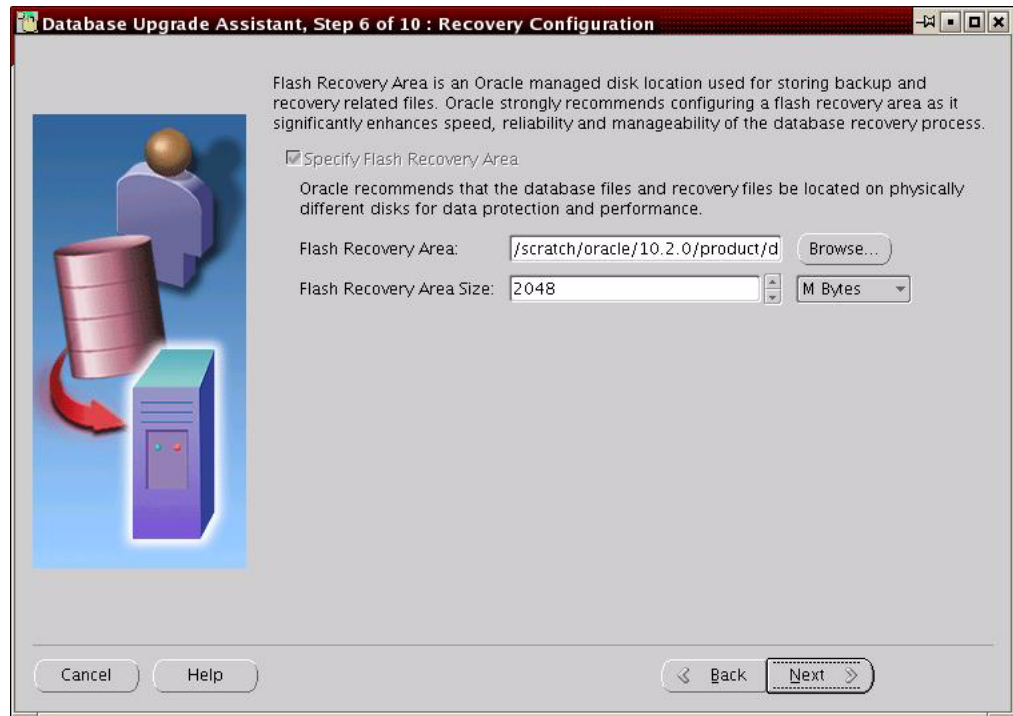 Database Upgrade Assistant, Step 6 of 10 : Recovery Configuration
Flash Recovery Area is an Oracle managed disk location used for storing backup and
recovery related files. Oracle strongly recommends configuring a flash recovery area as it
significantly enhances speed, reliability and manageability of the database recovery process.
Specify Flash Recovery Area
Oracle recommends that the database files and recovery files be located on physically
different disks for data protection and performance.
Flash Recovery Area: /scratch/oracle/10.2.0/product/d Browse...
Flash Recovery Area Size: 2048 M Bytes
Cancel Help Back Next